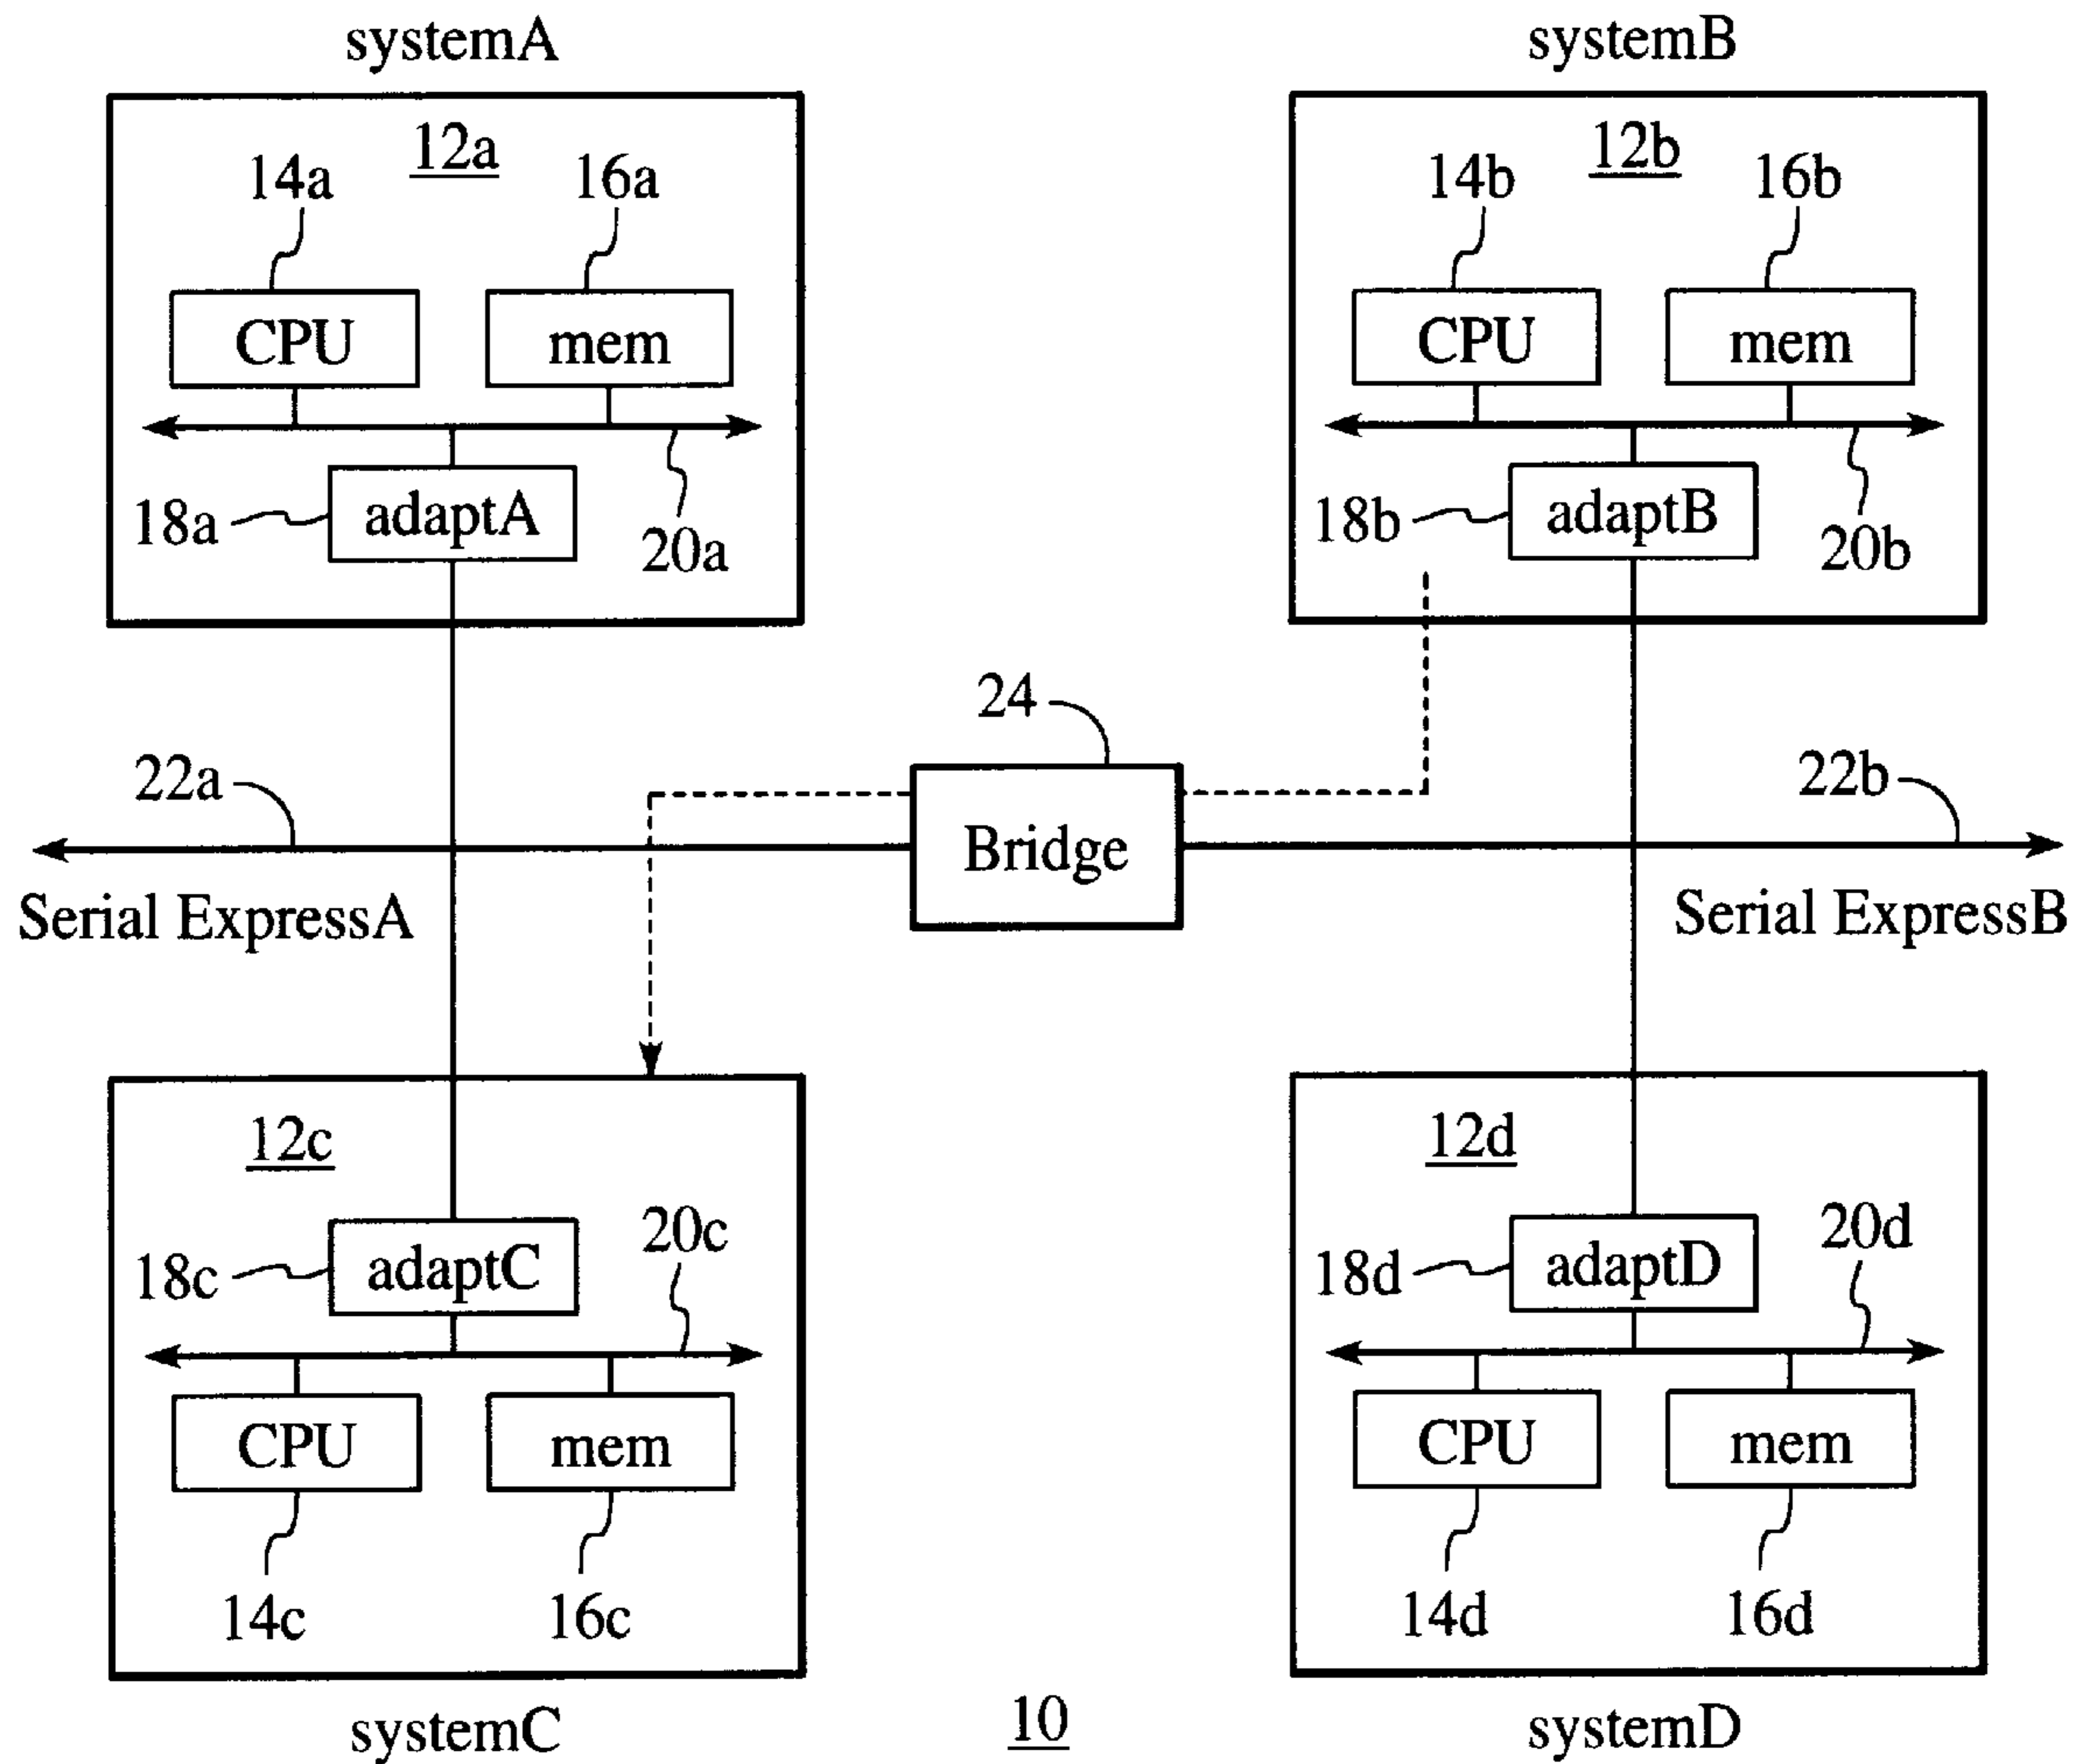 systemA
systemB
12a
14a
16a
CPU
mem
18a
adaptA
20a
12b
14b
16b
CPU
mem
18b
adaptB
20b
24
22a
22b
Bridge
Serial ExpressA
Serial ExpressB
12c
20c
18c
adaptC
CPU
mem
14c
16c
12d
20d
18d
adaptD
CPU
mem
14d
16d
systemC
10
systemD